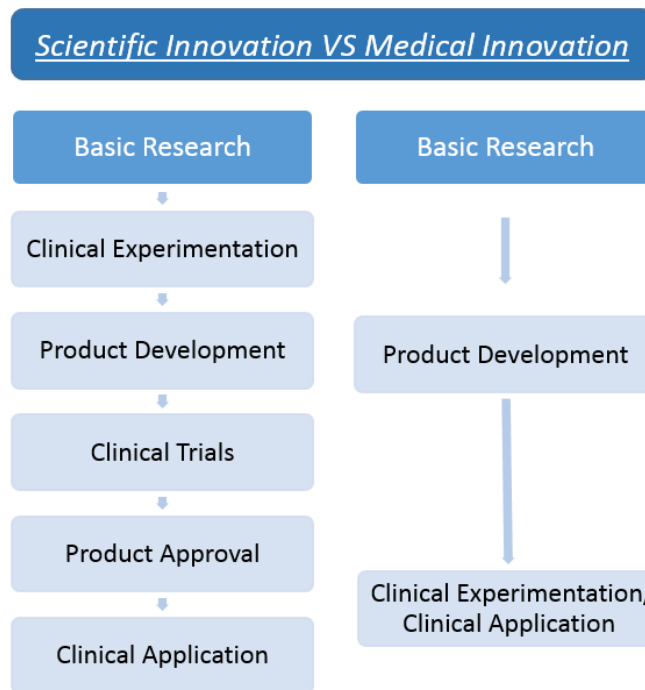 Scientific Innovation VS Medical Innovation
Basic Research
Clinical Experimentation
Product Development
Clinical Trials
Product Approval
Clinical Application
Basic Research
Product Development
Clinical Experimentation,
Clinical Application